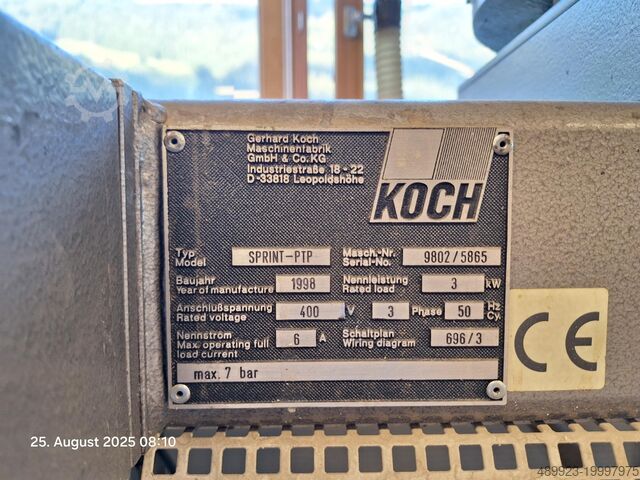 Gerhard Koch
Maschinenfabrik
GmbH & Co.KG
Industriestraße 18-22
D-33818 Leopoldshöhe
KOCH
Typ
Model
SPRINT-PTP
Masch.-Nr.
Serial-No.
9802/5865
Baujahr
Year of manufacture
1998
Nennleistung
Rated load
3 kW
Anschlußspannung
Rated voltage
400 V 3 Phase 50 Hz
Cy.
Nennstrom
Max. operating full
load current
6 A
Schaltplan
Wiring diagram
696/3
max. 7 bar
CE
25. August 2025 08:10
489923-19997975